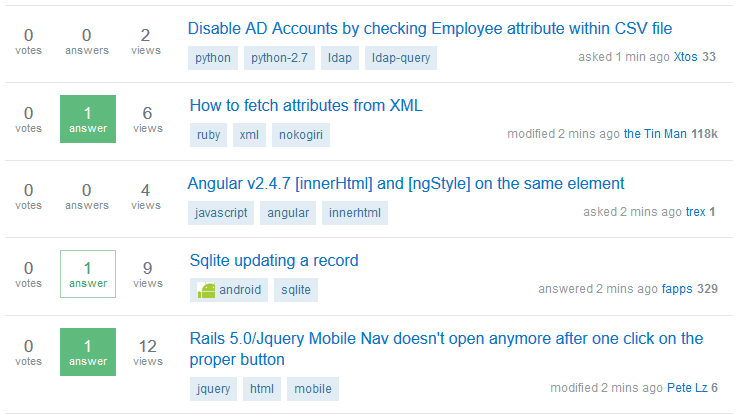 0 0 2 Disable AD Accounts by checking Employee attribute within CSV file
votes answers views python python-2.7 ldap ldap-query asked 1 min ago Xtos 33
0 1 6 How to fetch attributes from XML
votes answer views ruby xml nokogiri modified 2 mins ago the Tin Man 118k
0 0 4 Angular v2.4.7 [innerHtml] and [ngStyle] on the same element
votes answers views javascript angular innerhtml asked 2 mins ago trex 1
0 1 9 Sqlite updating a record
votes answer views android sqlite answered 2 mins ago fapps 329
0 1 12 Rails 5.0/Jquery Mobile Nav doesn't open anymore after one click on the
votes answer views proper button
jquery html mobile modified 2 mins ago Pete Lz 6